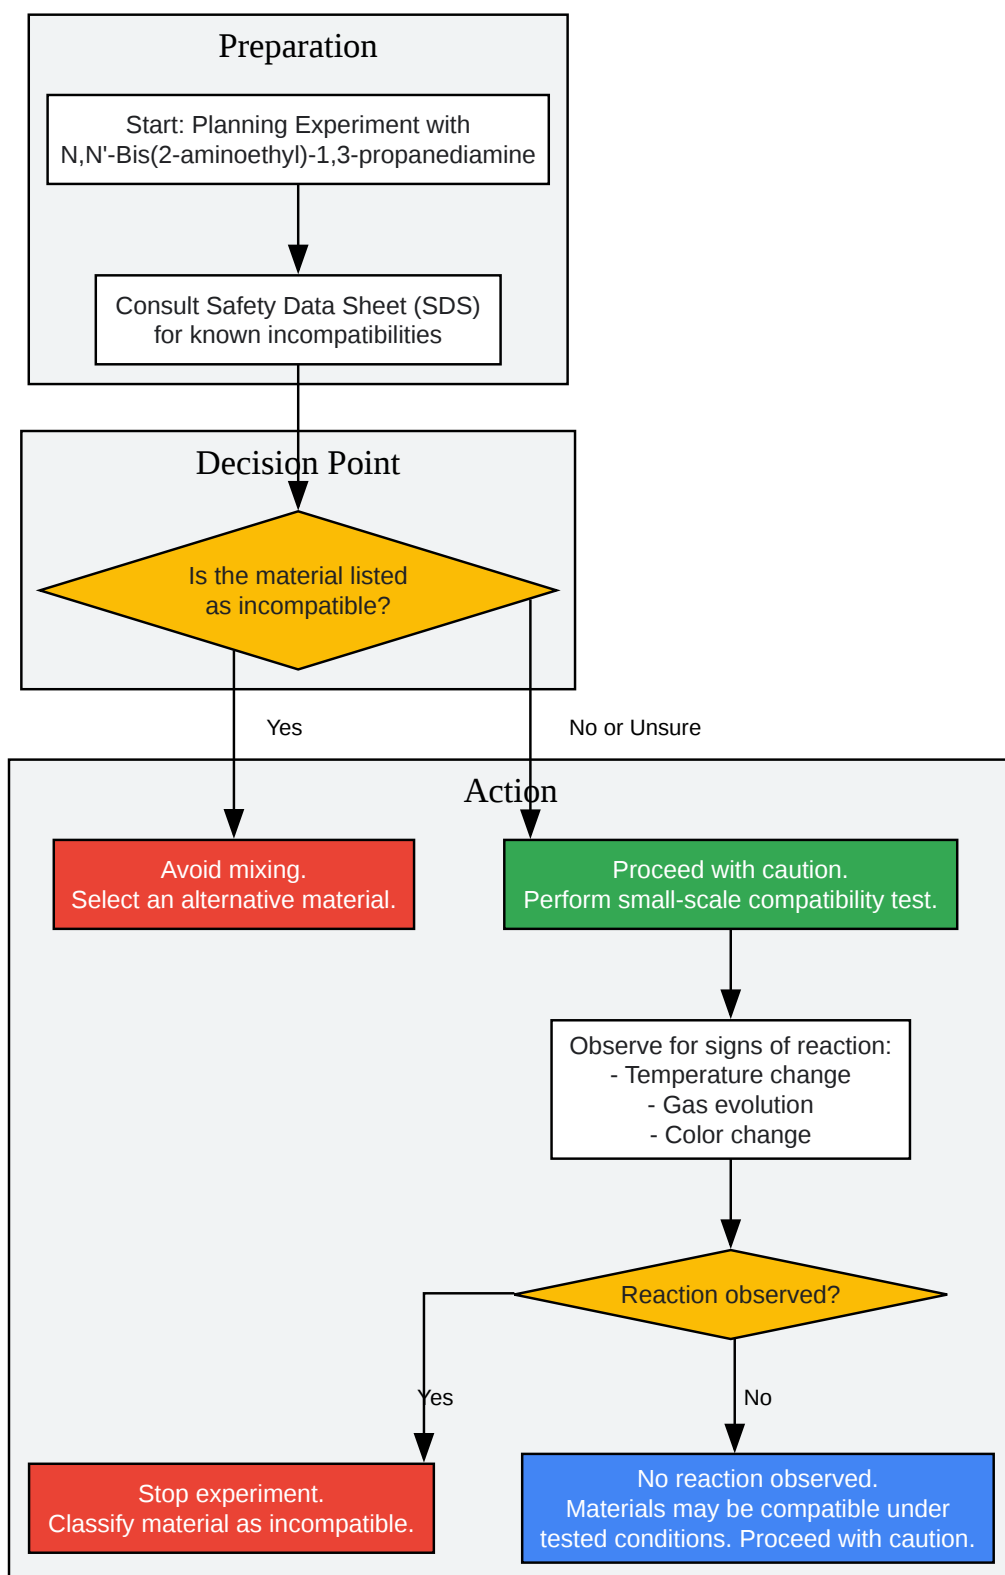 Preparation
Start: Planning Experiment with
N,N'-Bis(2-aminoethyl)-1,3-propanediamine
Consult Safety Data Sheet (SDS)
for known incompatibilities
Decision Point
Is the material listed
as incompatible?
Yes
No or Unsure
Action
Avoid mixing.
Select an alternative material.
Proceed with caution.
Perform small-scale compatibility test.
Observe for signs of reaction:
- Temperature change
- Gas evolution
- Color change
Reaction observed?
Yes
No
Stop experiment.
Classify material as incompatible.
No reaction observed.
Materials may be compatible under
tested conditions. Proceed with caution.